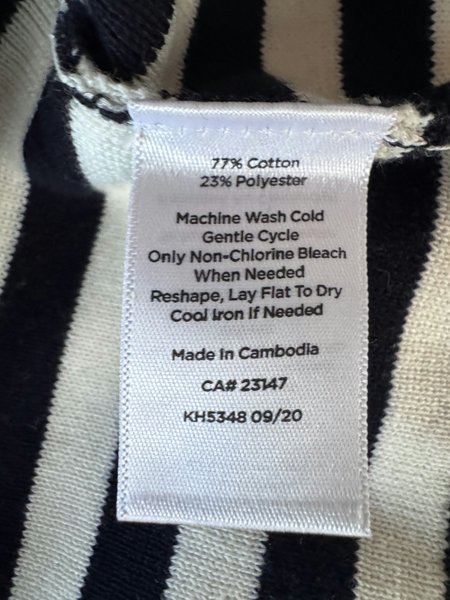 77% Cotton
23% Polyester
Machine Wash Cold
Gentle Cycle
Only Non-Chlorine Bleach
When Needed
Reshape, Lay Flat To Dry
Cool Iron If Needed
Made In Cambodia
CA# 23147
KH5348 09/20